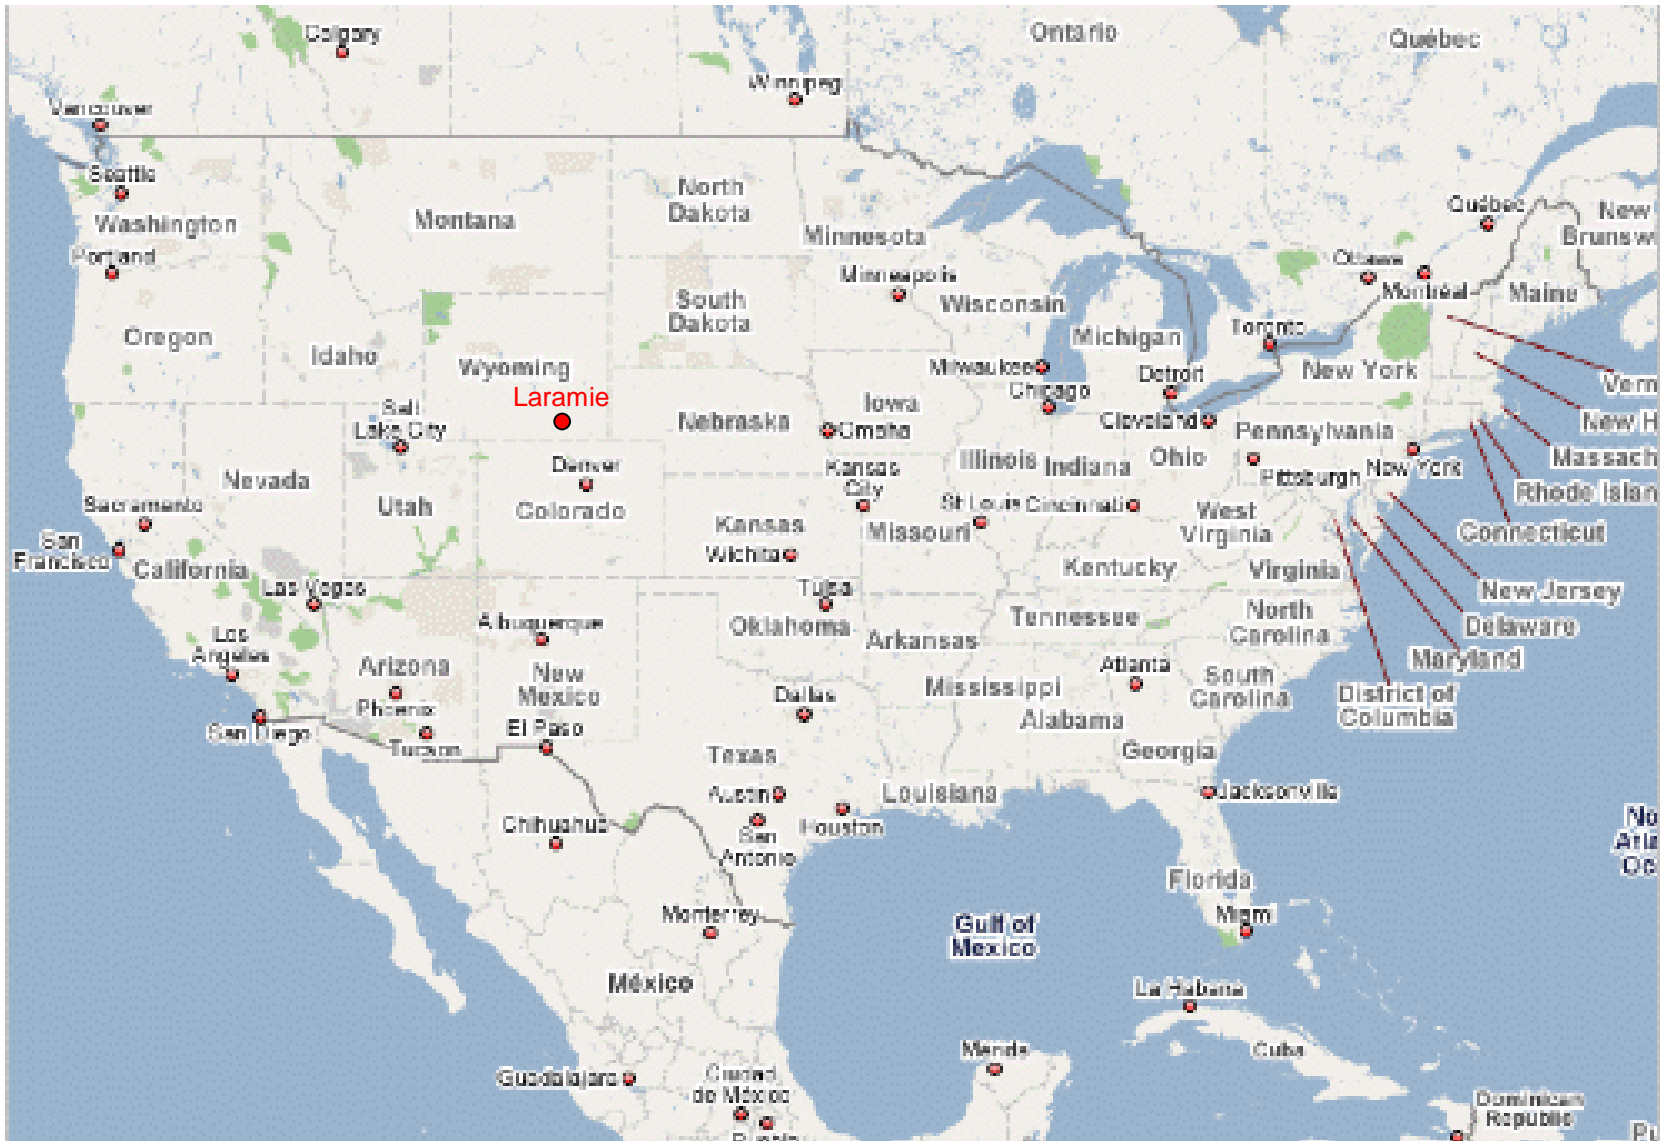 Calgary
Ontario
Québec
Winnipeg
Vancouver
Seattle
Washington
Montana
North
Dakota
Minnesota
Québec
New
Portland
Minneapolis
Ottawa
Montréal
Maine
Oregon
Idaho
Wyoming
South
Dakota
Wisconsin
Michigan
Toronto
New York
Laramie
Milwaukee
Chicago
Detroit
Cleveland
Salt
Lake City
Nebraska
Iowa
Omaha
Pennsylvania
Nevada
Utah
Denver
Colorado
Kansas
City
Illinois
Indiana
Ohio
Pittsburgh
New York
Sacramento
San
Francisco
California
Kansas
Wichita
Missouri
St Louis
Cincinnati
West
Virginia
Kentucky
Virginia
Connecticut
New Jersey
Delaware
Maryland
District of
Columbia
Las Vegas
Los
Angeles
Arizona
Albuquerque
New
Mexico
Tulsa
Oklahoma
Arkansas
Tennessee
North
Carolina
South
Carolina
Phoenix
Tucson
San Diego
El Paso
Dallas
Mississippi
Alabama
Atlanta
Georgia
Texas
Austin
San
Antonio
Houston
Louisiana
Jacksonville
Chihuahua
Monterrey
Florida
Miami
Gulf of
Mexico
México
La Habana
Cuba
Mérida
Guadalajara
Ciudad
de México
Dominican
Republic